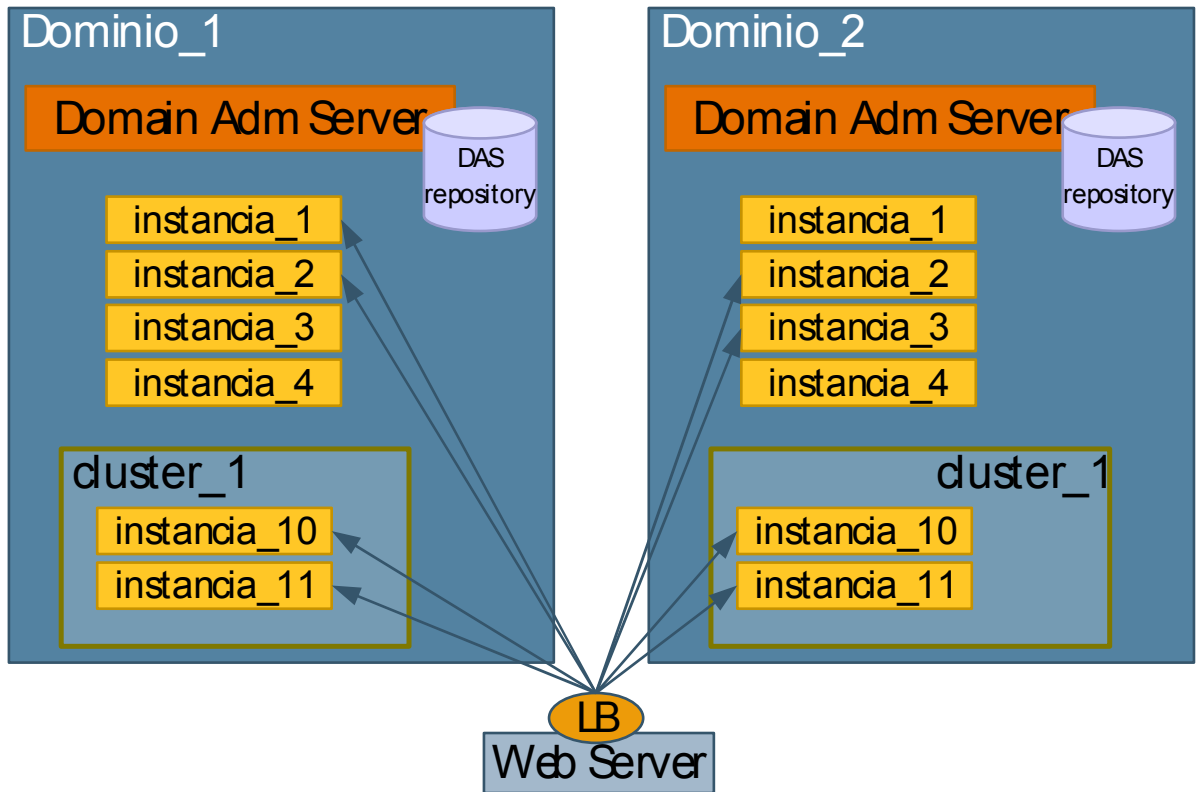 Dominio_1
Domain Adm Server
DAS
repository
instancia_1
instancia_2
instancia_3
instancia_4
cluster_1
instancia_10
instancia_11
Dominio_2
Domain Adm Server
DAS
repository
instancia_1
instancia_2
instancia_3
instancia_4
cluster_1
instancia_10
instancia_11
LB
Web Server